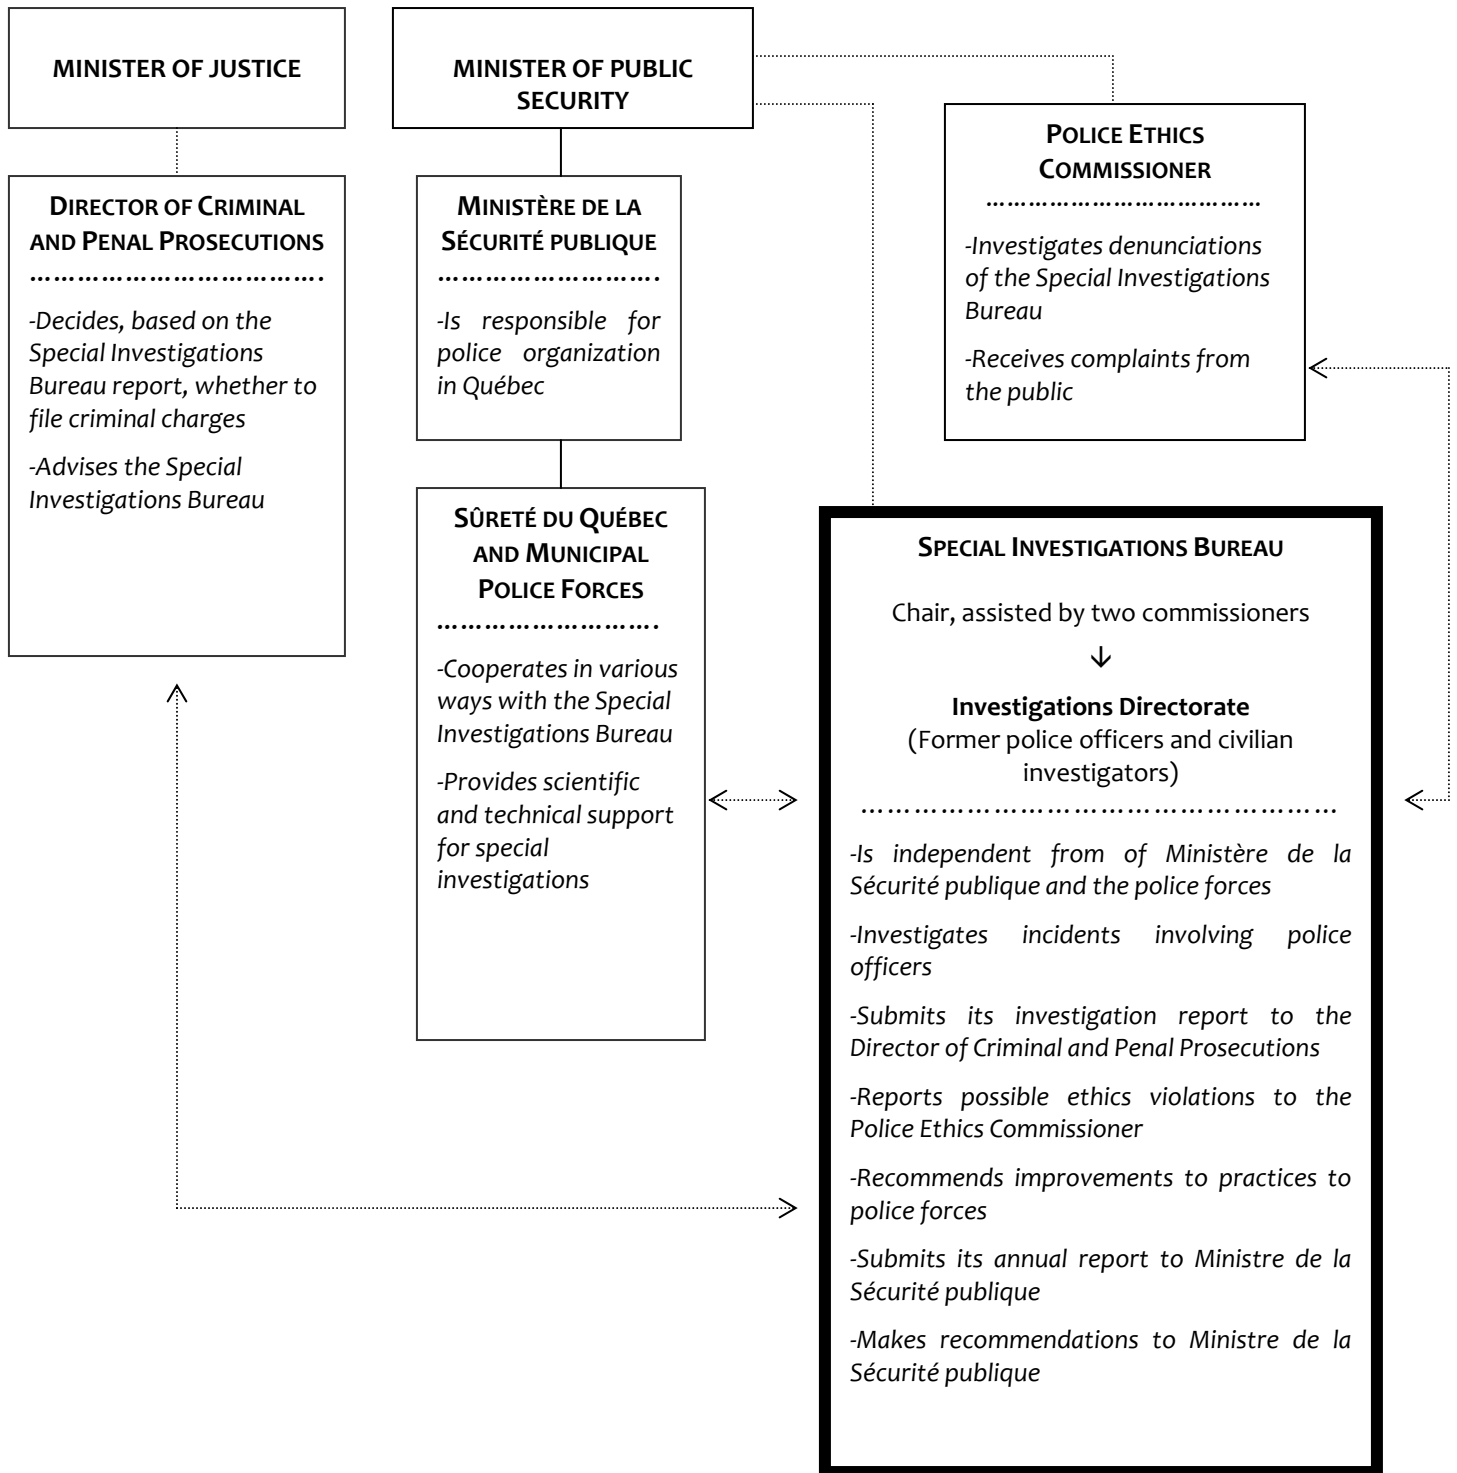 MINISTER OF JUSTICE
MINISTER OF PUBLIC
SECURITY
DIRECTOR OF CRIMINAL
AND PENAL PROSECUTIONS
……………………………….
-Decides, based on the
Special Investigations
Bureau report, whether to
file criminal charges
-Advises the Special
Investigations Bureau
MINISTÈRE DE LA
SÉCURITÉ PUBLIQUE
……………………….
-Is responsible for
police organization
in Québec
SÛRETÉ DU QUÉBEC
AND MUNICIPAL
POLICE FORCES
……………………….
-Cooperates in various
ways with the Special
Investigations Bureau
-Provides scientific
and technical support
for special
investigations
POLICE ETHICS
COMMISSIONER
………………………………
-Investigates denunciations
of the Special Investigations
Bureau
-Receives complaints from
the public
SPECIAL INVESTIGATIONS BUREAU
Chair, assisted by two commissioners
↓
Investigations Directorate
(Former police officers and civilian
investigators)
………………………………………………
-Is independent from of Ministère de la
Sécurité publique and the police forces
-Investigates incidents involving police
officers
-Submits its investigation report to the
Director of Criminal and Penal Prosecutions
-Reports possible ethics violations to the
Police Ethics Commissioner
-Recommends improvements to practices to
police forces
-Submits its annual report to Ministre de la
Sécurité publique
-Makes recommendations to Ministre de la
Sécurité publique